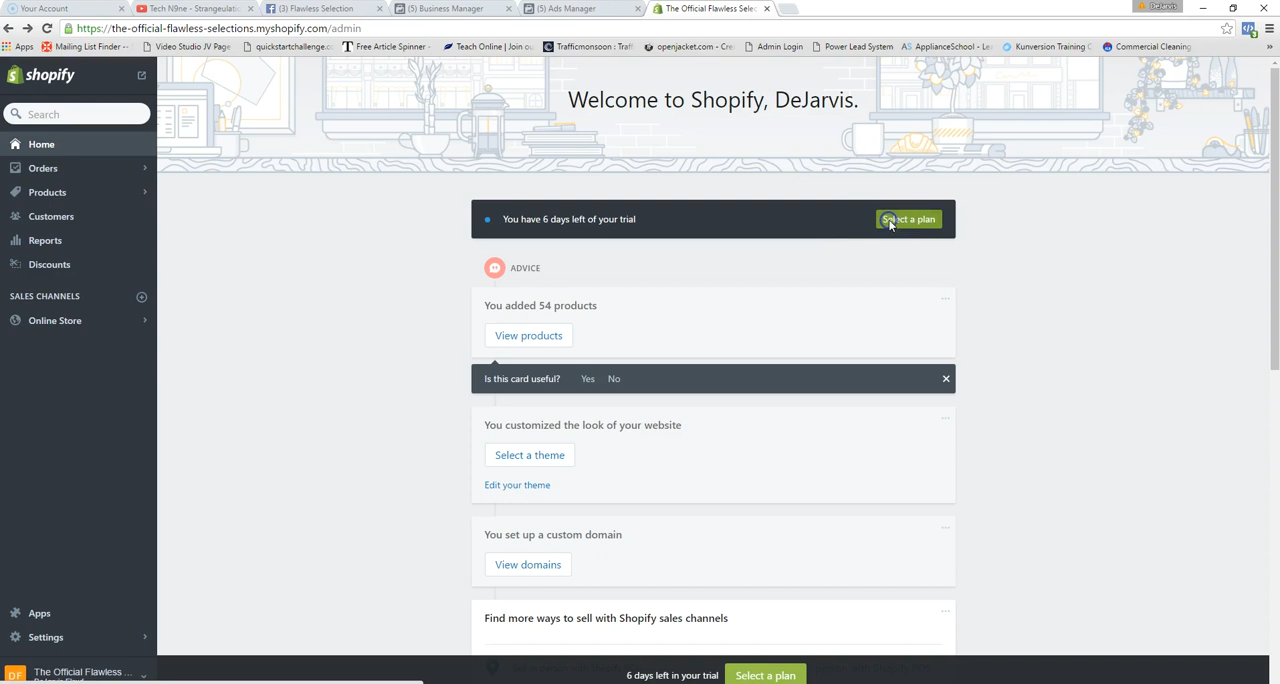 Your Account
Tech N9ne - Strangeulatio
(3) Flawless Selection
(5) Business Manager
(5) Ads Manager
The Official Flawless Selec
DeJarvis
https://the-official-flawless-selections.myshopify.com/admin
Apps
Mailing List Finder --
Video Studio JV Page
quickstartchallenge.c
Free Article Spinner -
Teach Online | Join ou
Trafficmonsoon : Traff
openjacket.com - Cre
Admin Login
Power Lead System
ApplianceSchool - Lea
Kunversion Training C
Commercial Cleaning
shopify
Search
Home
Orders
Products
Customers
Reports
Discounts
SALES CHANNELS
Online Store
Apps
Settings
DF
The Official Flawless ...
Welcome to Shopify, DeJarvis.
You have 6 days left of your trial
Select a plan
ADVICE
You added 54 products
View products
Is this card useful? Yes No
You customized the look of your website
Select a theme
Edit your theme
You set up a custom domain
View domains
Find more ways to sell with Shopify sales channels
6 days left in your trial
Select a plan